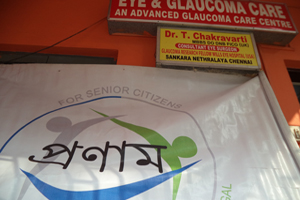 EYE & GLAUCOMA CARE
AN ADVANCED GLAUCOMA CARE CENTRE
Dr. T. Chakravarti
CONSULTANT EYE SURGEON
SANKARA NETHRALAYA CHENNAI
FOR SENIOR CITIZENS
প্রণাম